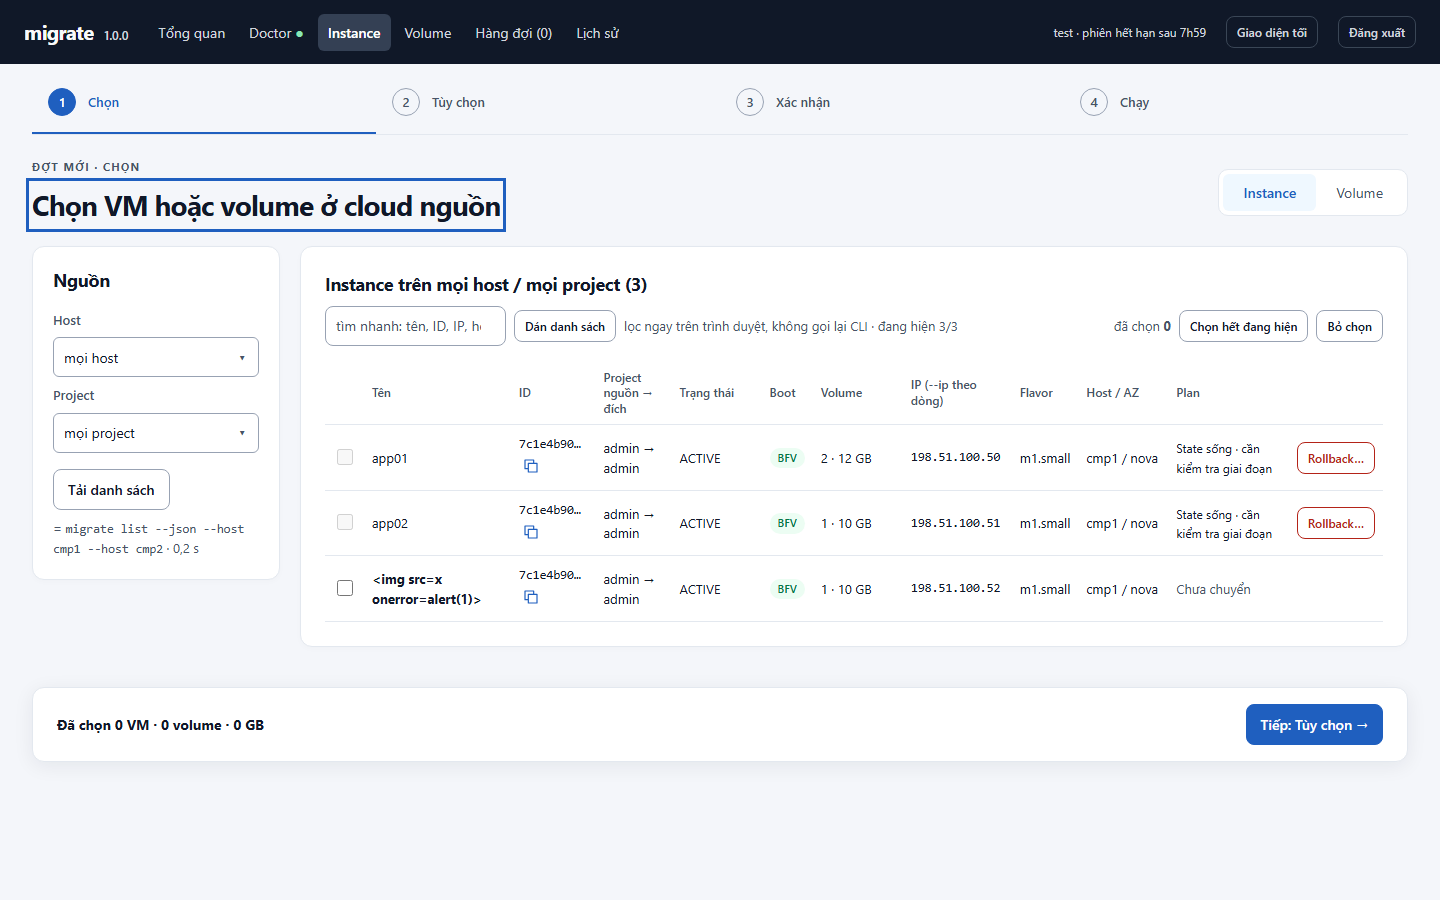 migrate 1.0.0 Tổng quan Doctor Instance Volume Hàng đợi (0) Lịch sử test · phiên hết hạn sau 7h59 Giao diện tối Đăng xuất
1 Chọn 2 Tùy chọn 3 Xác nhận 4 Chạy
ĐỢT MỚI · CHỌN
Chọn VM hoặc volume ở cloud nguồn
Instance Volume
Nguồn
Host
mọi host
Project
mọi project
Tải danh sách
= migrate list --json --host
cmp1 --host cmp2 · 0,2 s
Instance trên mọi host / mọi project (3)
tìm nhanh: tên, ID, IP, Dán danh sách lọc ngay trên trình duyệt, không gọi lại CLI · đang hiện 3/3 đã chọn 0 Chọn hết đang hiện Bỏ chọn
Tên ID Project nguồn → đích Trạng thái Boot Volume IP (--ip theo dòng) Flavor Host / AZ Plan
app01 7c1e4b90… admin → admin ACTIVE BFV 2 · 12 GB 198.51.100.50 m1.small cmp1 / nova State sống · cần kiểm tra giai đoạn Rollback...
app02 7c1e4b90… admin → admin ACTIVE BFV 1 · 10 GB 198.51.100.51 m1.small cmp1 / nova State sống · cần kiểm tra giai đoạn Rollback...
<img src=x onerror=alert(1)> 7c1e4b90… admin → admin ACTIVE BFV 1 · 10 GB 198.51.100.52 m1.small cmp1 / nova Chưa chuyển
Đã chọn 0 VM · 0 volume · 0 GB Tiếp: Tùy chọn →